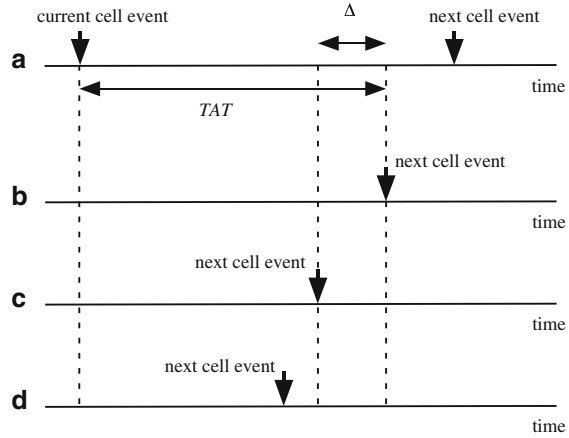 current cell event
Δ
next cell event
a
time
TAT
next cell event
b
time
next cell event
c
time
next cell event
d
time